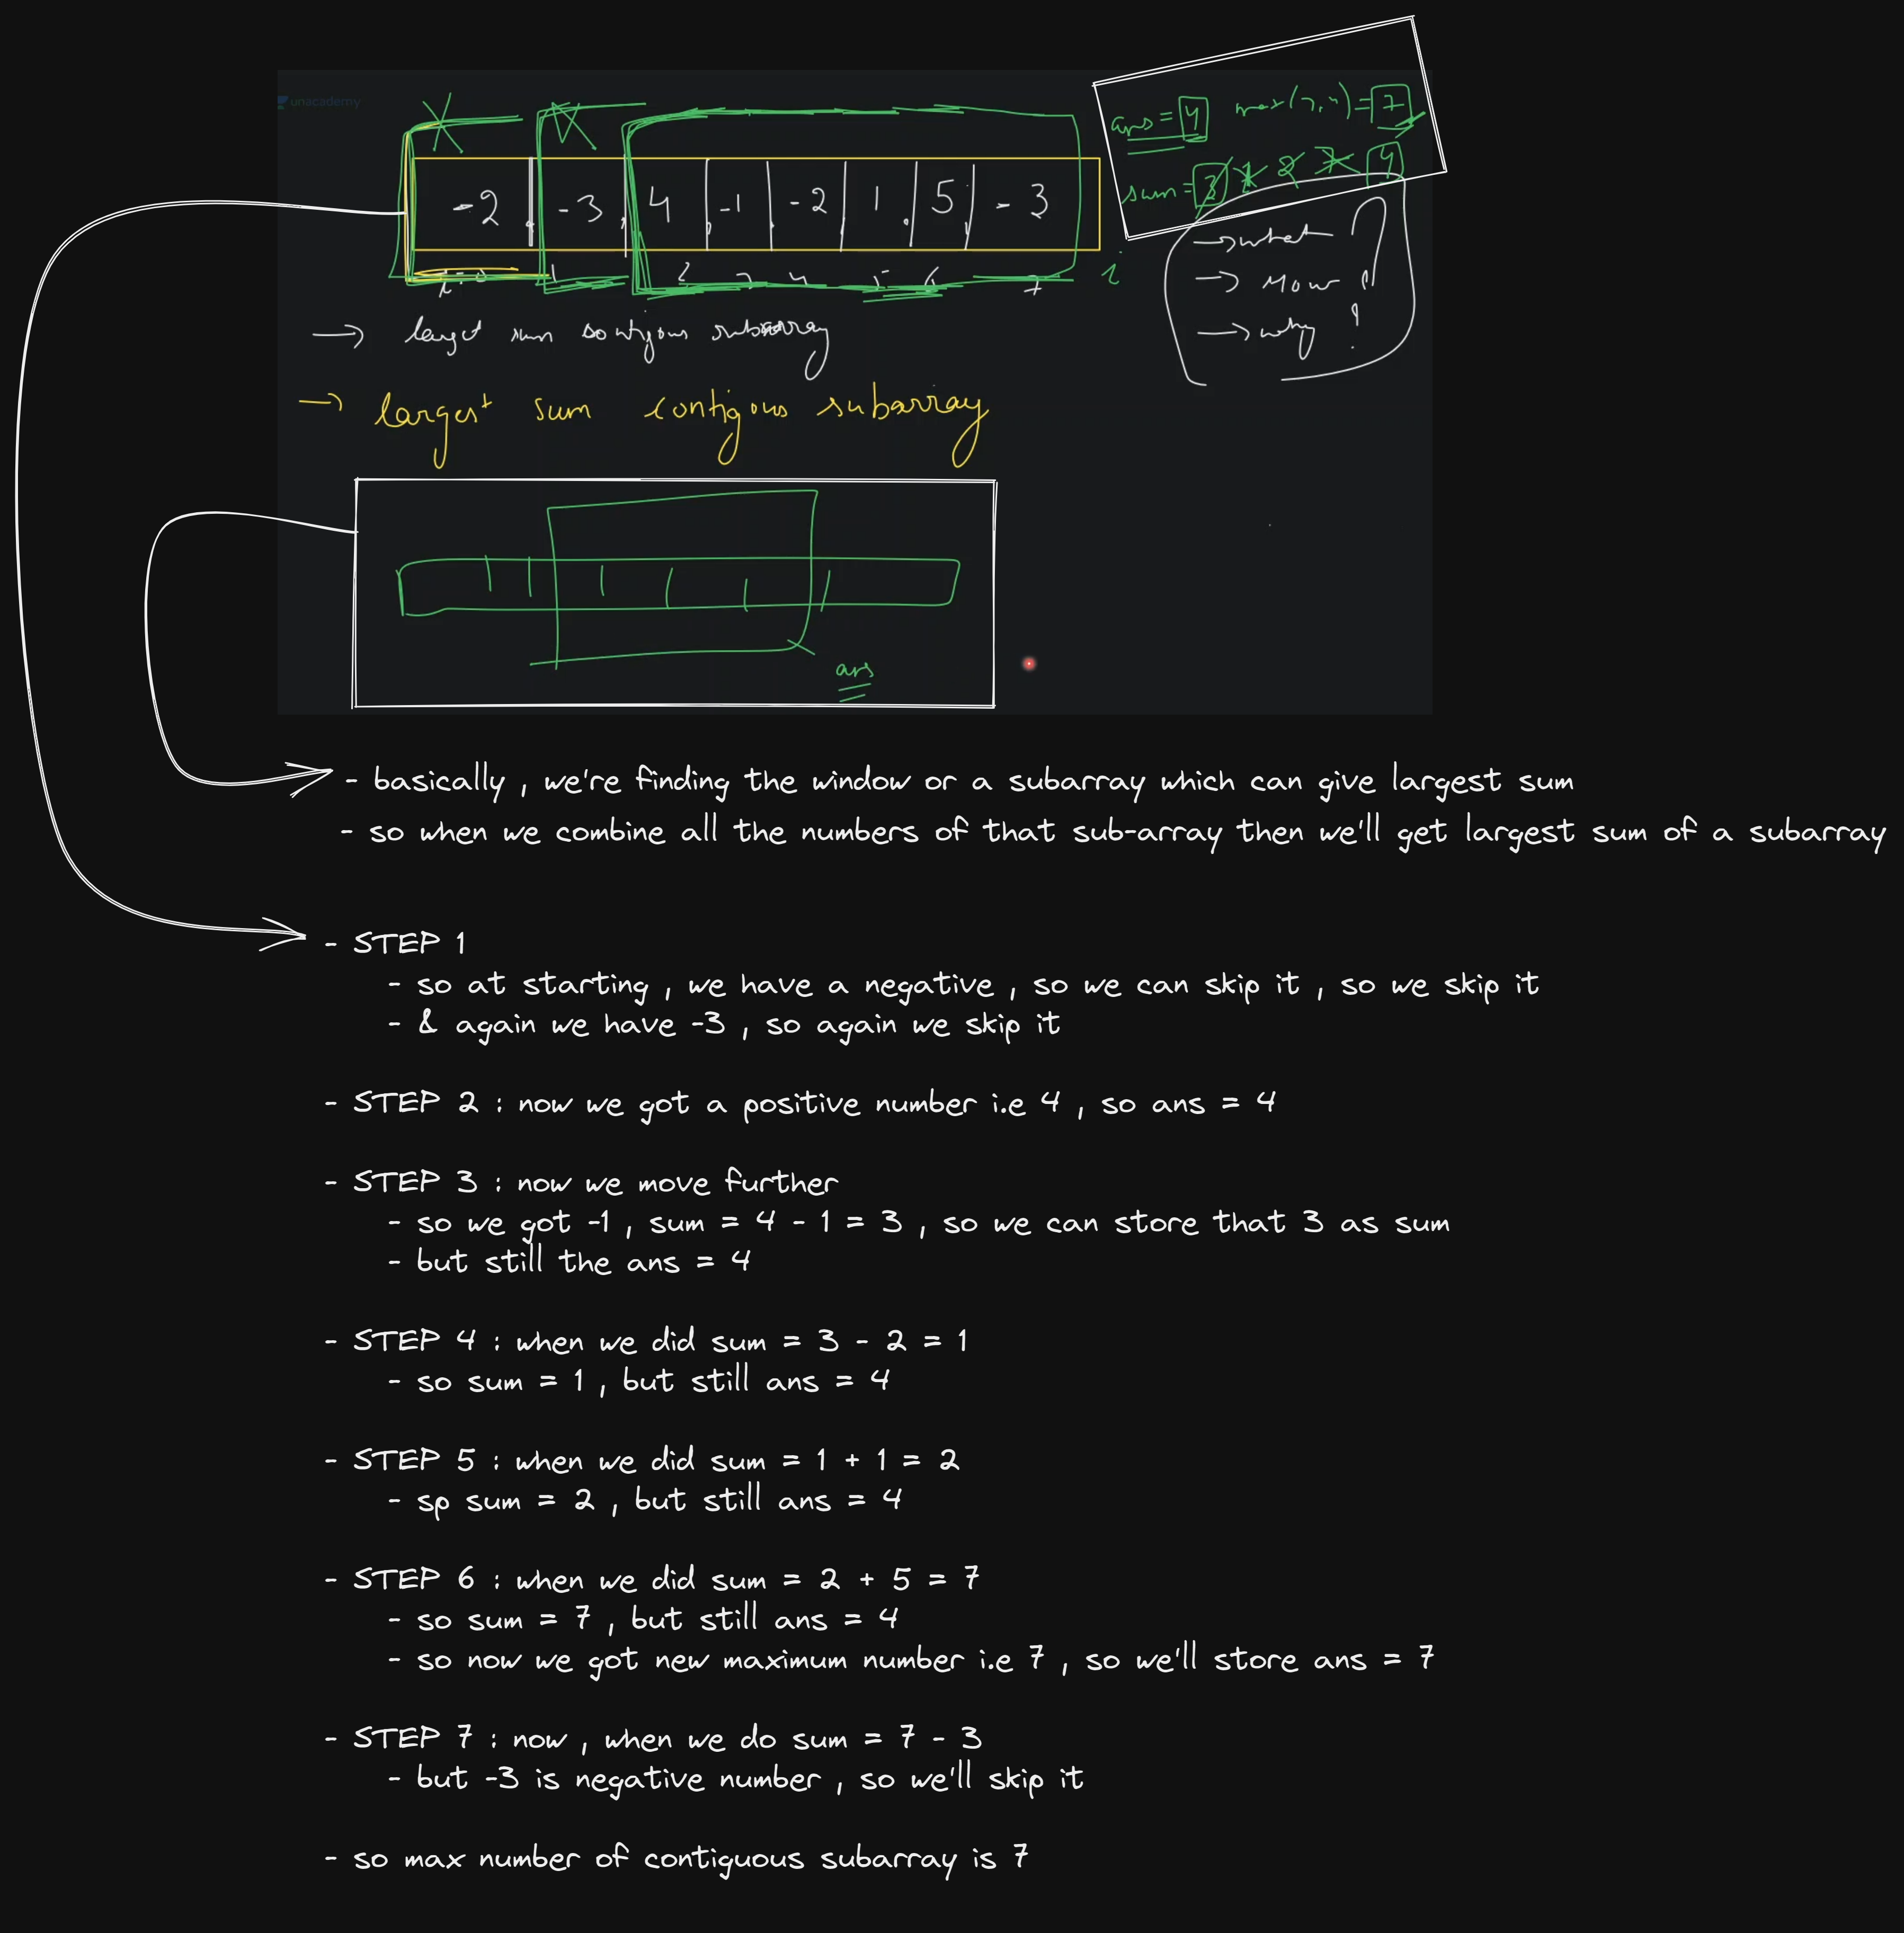 unacademy
ans = 4 max(7,4) = 7
sum = 3 1 2 7 4
-2 -3 4 -1 -2 1 5 -3
1 2 3 4 5 6 7 i
→ what
→ How
→ why ?
→ largest sum contigous subarray
→ largest sum contigous subarray
ans
- basically , we're finding the window or a subarray which can give largest sum
- so when we combine all the numbers of that sub-array then we'll get largest sum of a subarray
- STEP 1
- so at starting , we have a negative , so we can skip it , so we skip it
- & again we have -3 , so again we skip it
- STEP 2 : now we got a positive number i.e 4 , so ans = 4
- STEP 3 : now we move further
- so we got -1 , sum = 4 - 1 = 3 , so we can store that 3 as sum
- but still the ans = 4
- STEP 4 : when we did sum = 3 - 2 = 1
- so sum = 1 , but still ans = 4
- STEP 5 : when we did sum = 1 + 1 = 2
- sp sum = 2 , but still ans = 4
- STEP 6 : when we did sum = 2 + 5 = 7
- so sum = 7 , but still ans = 4
- so now we got new maximum number i.e 7 , so we'll store ans = 7
- STEP 7 : now , when we do sum = 7 - 3
- but -3 is negative number , so we'll skip it
- so max number of contiguous subarray is 7